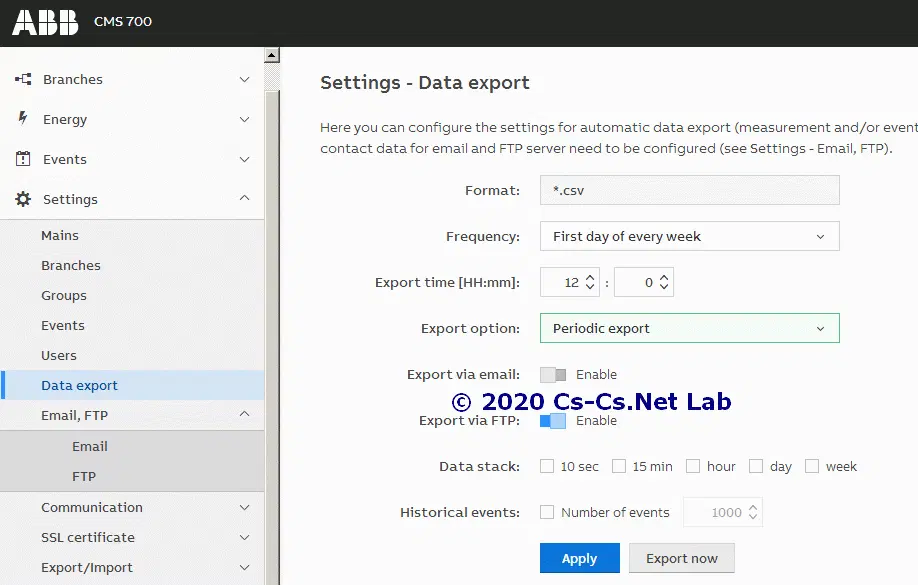 ABB CMS 700
Branches
Energy
Events
Settings
Mains
Branches
Groups
Events
Users
Data export
Email, FTP
Email
FTP
Communication
SSL certificate
Export/Import
Settings - Data export
Here you can configure the settings for automatic data export (measurement and/or event
contact data for email and FTP server need to be configured (see Settings - Email, FTP).
Format: *.csv
Frequency: First day of every week
Export time [HH:mm]: 12 : 0
Export option: Periodic export
Export via email: Enable
© 2020 Cs-Cs.Net Lab
Export via FTP: Enable
Data stack: 10 sec 15 min hour day week
Historical events: Number of events 1000
Apply Export now